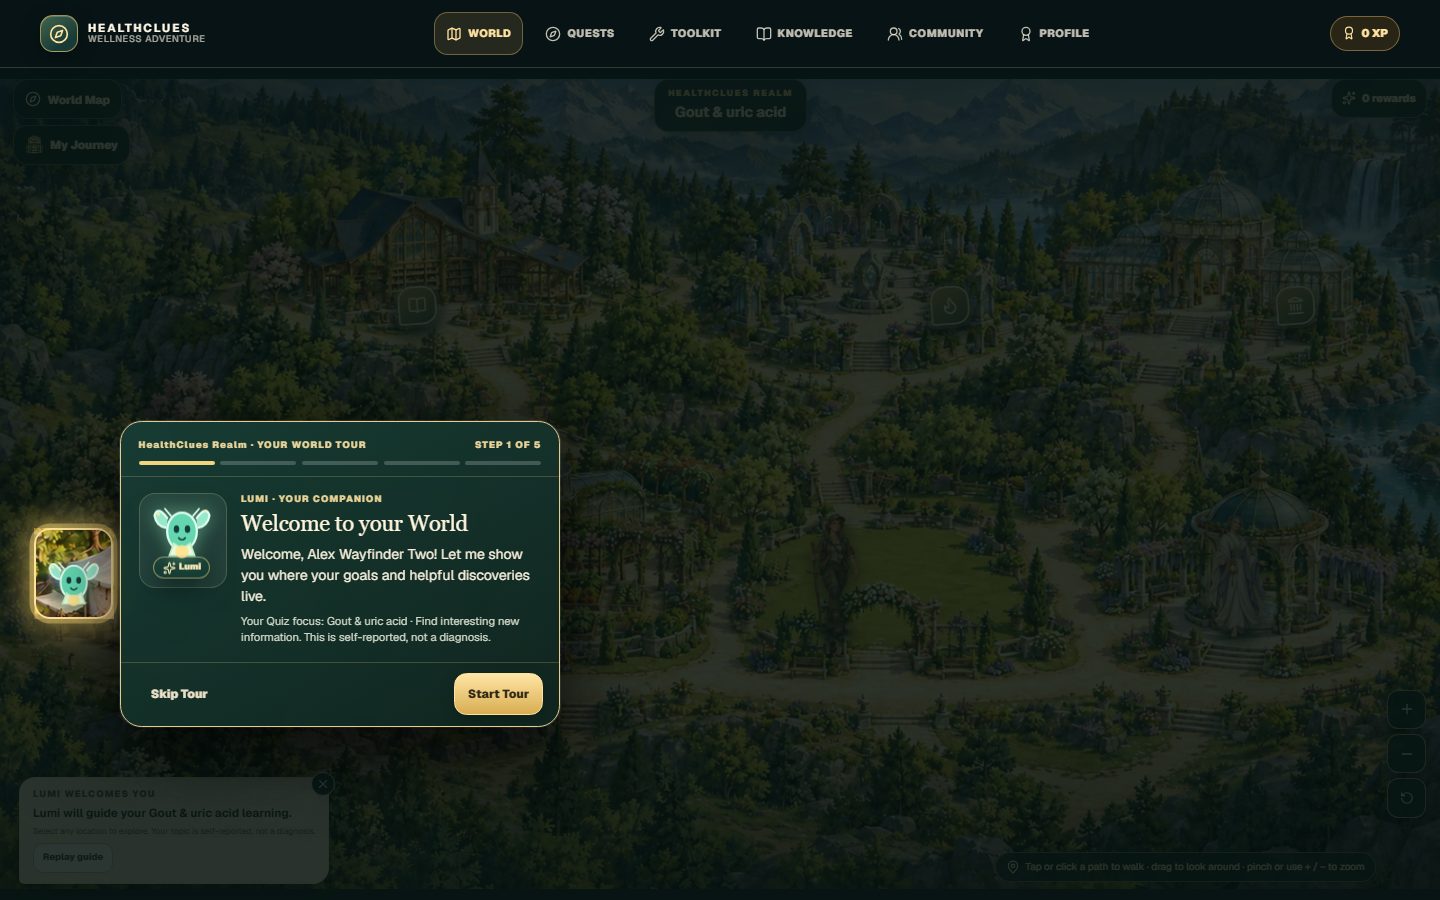 HEALTHCLUES
WELLNESS ADVENTURE
WORLD
QUESTS
TOOLKIT
KNOWLEDGE
COMMUNITY
PROFILE
0 XP
World Map
My Journey
HEALTHCLUES REALM
Gout & uric acid
0 rewards
HealthClues Realm · YOUR WORLD TOUR
STEP 1 OF 5
LUMI · YOUR COMPANION
Welcome to your World
Lumi
Welcome, Alex Wayfinder Two! Let me show
you where your goals and helpful discoveries
live.
Your Quiz focus: Gout & uric acid · Find interesting new
information. This is self-reported, not a diagnosis.
Skip Tour
Start Tour
LUMI WELCOMES YOU
Lumi will guide your Gout & uric acid learning.
Select any location to explore. Your topic is self-reported, not a diagnosis.
Replay guide
Tap or click a path to walk · drag to look around · pinch or use + / − to zoom